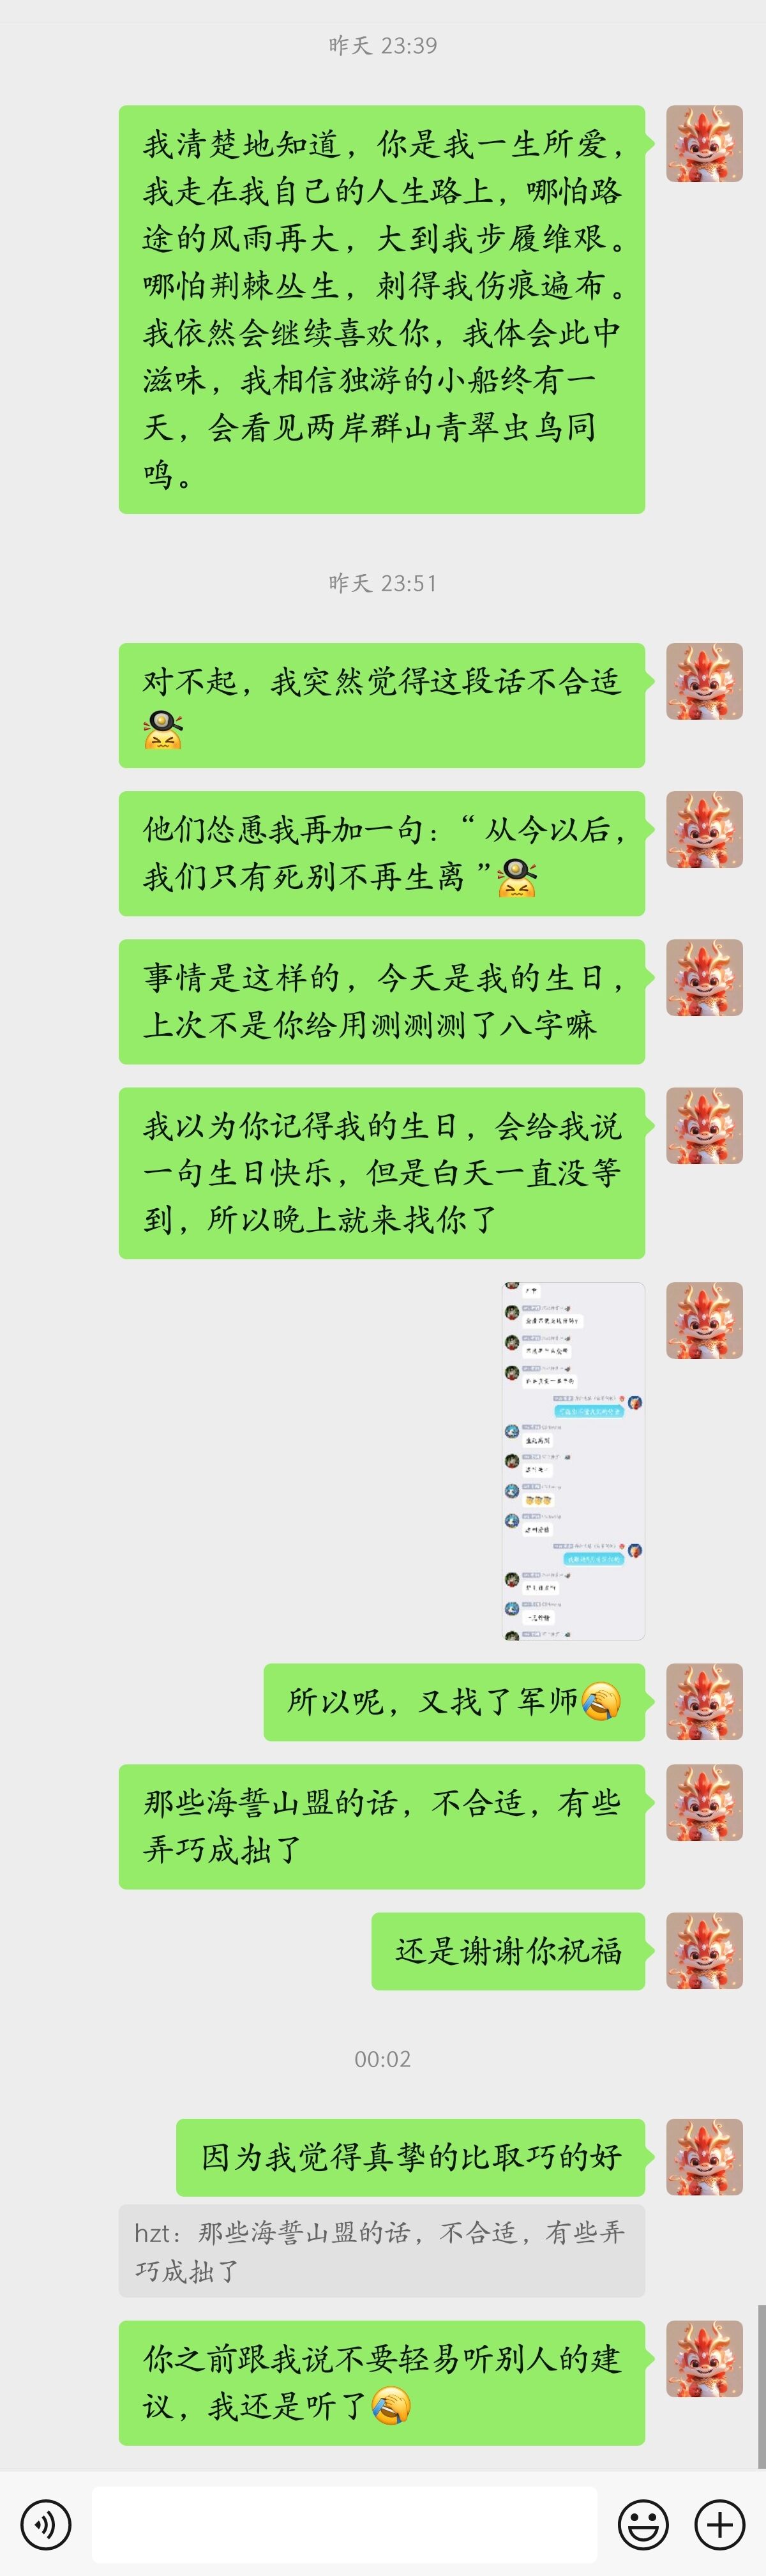 昨天 23:39
我清楚地知道，你是我一生所爱，
我走在我自己的人生路上，哪怕路
途的风雨再大，大到我步履维艰。
哪怕荆棘丛生，刺得我伤痕遍布。
我依然会继续喜欢你，我体会此中
滋味，我相信独游的小船终有一
天，会看见两岸群山青翠虫鸟同
鸣。
昨天 23:51
对不起，我突然觉得这段话不合适
他们怂恿我再加一句：“从今以后，
我们只有死别不再生离”
事情是这样的，今天是我的生日，
上次不是你给用测测测了八字嘛
我以为你记得我的生日，会给我说
一句生日快乐，但是白天一直没等
到，所以晚上就来找你了
所以呢，又找了军师
那些海誓山盟的话，不合适，有些
弄巧成拙了
还是谢谢你祝福
00:02
因为我觉得真挚的比取巧的好
hzt：那些海誓山盟的话，不合适，有些弄
巧成拙了
你之前跟我说不要轻易听别人的建
议，我还是听了